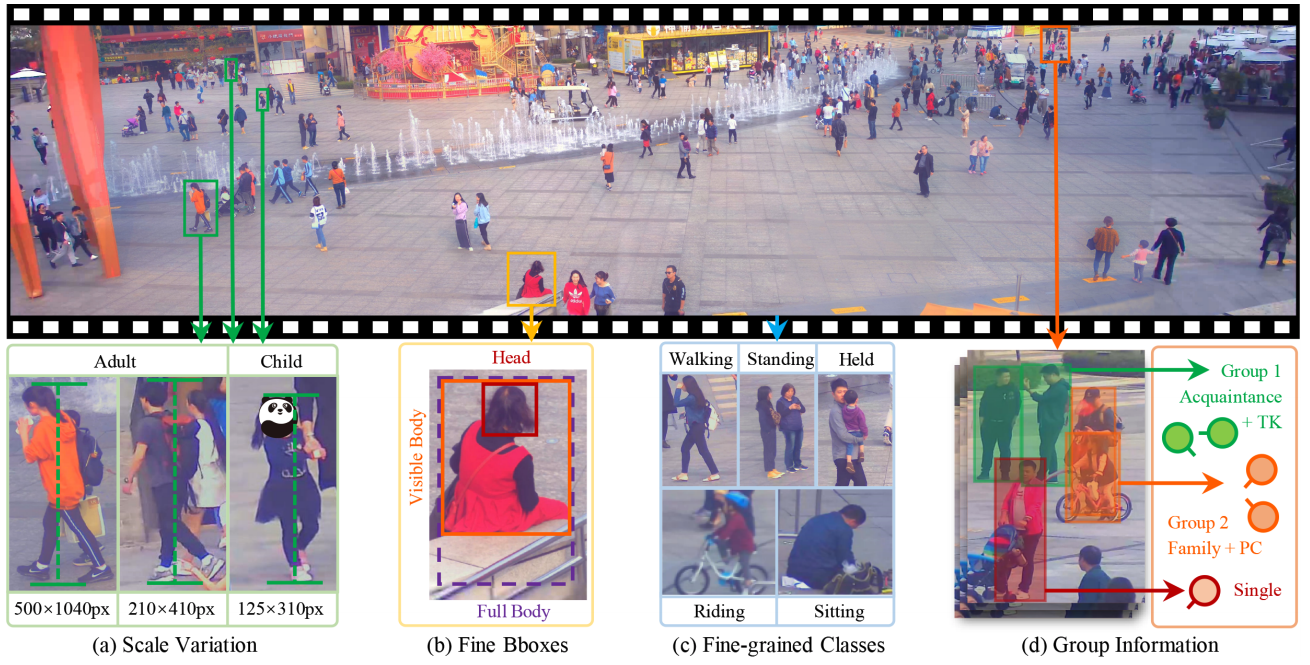 Adult
Child
500×1040px
210×410px
125×310px
(a) Scale Variation
Head
Visible Body
Full Body
(b) Fine Bboxes
Walking
Standing
Held
Riding
Sitting
(c) Fine-grained Classes
Group 1
Acquaintance
+ TK
Group 2
Family + PC
Single
(d) Group Information